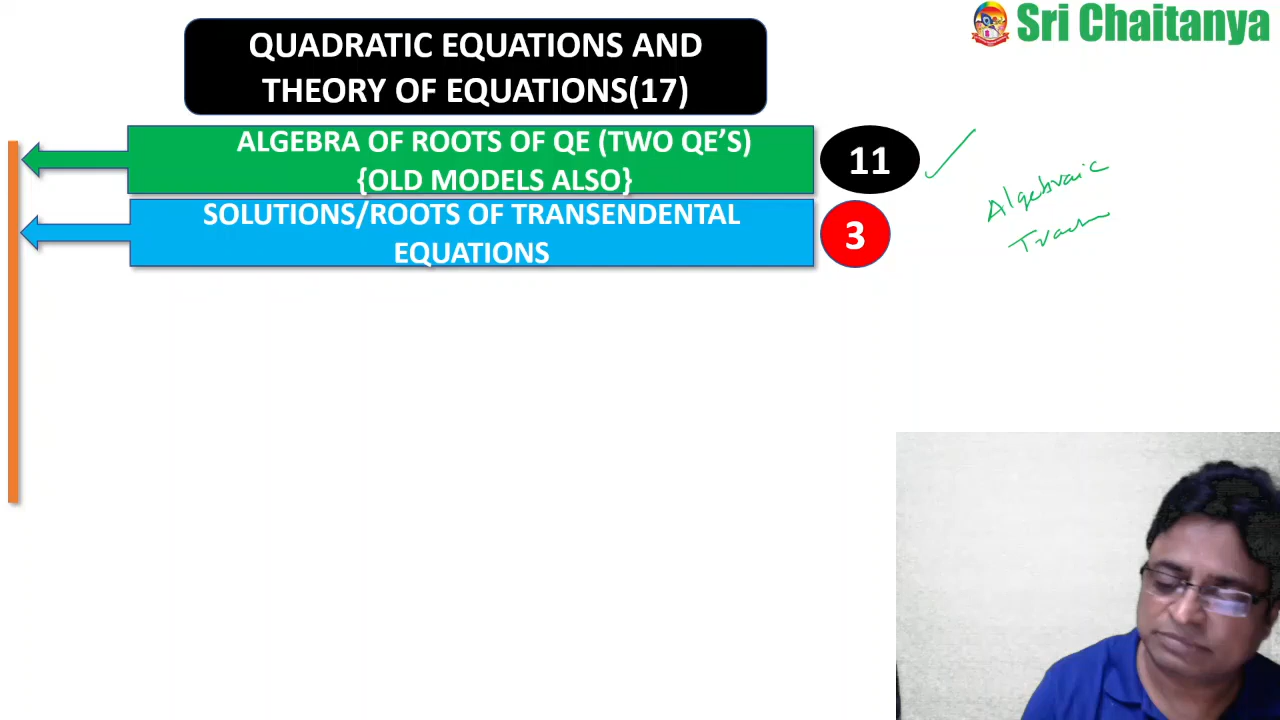 Sri Chaitanya
QUADRATIC EQUATIONS AND
THEORY OF EQUATIONS(17)
ALGEBRA OF ROOTS OF QE (TWO QE’S)
{OLD MODELS ALSO}
11
SOLUTIONS/ROOTS OF TRANSENDENTAL
EQUATIONS
3
Algebraic